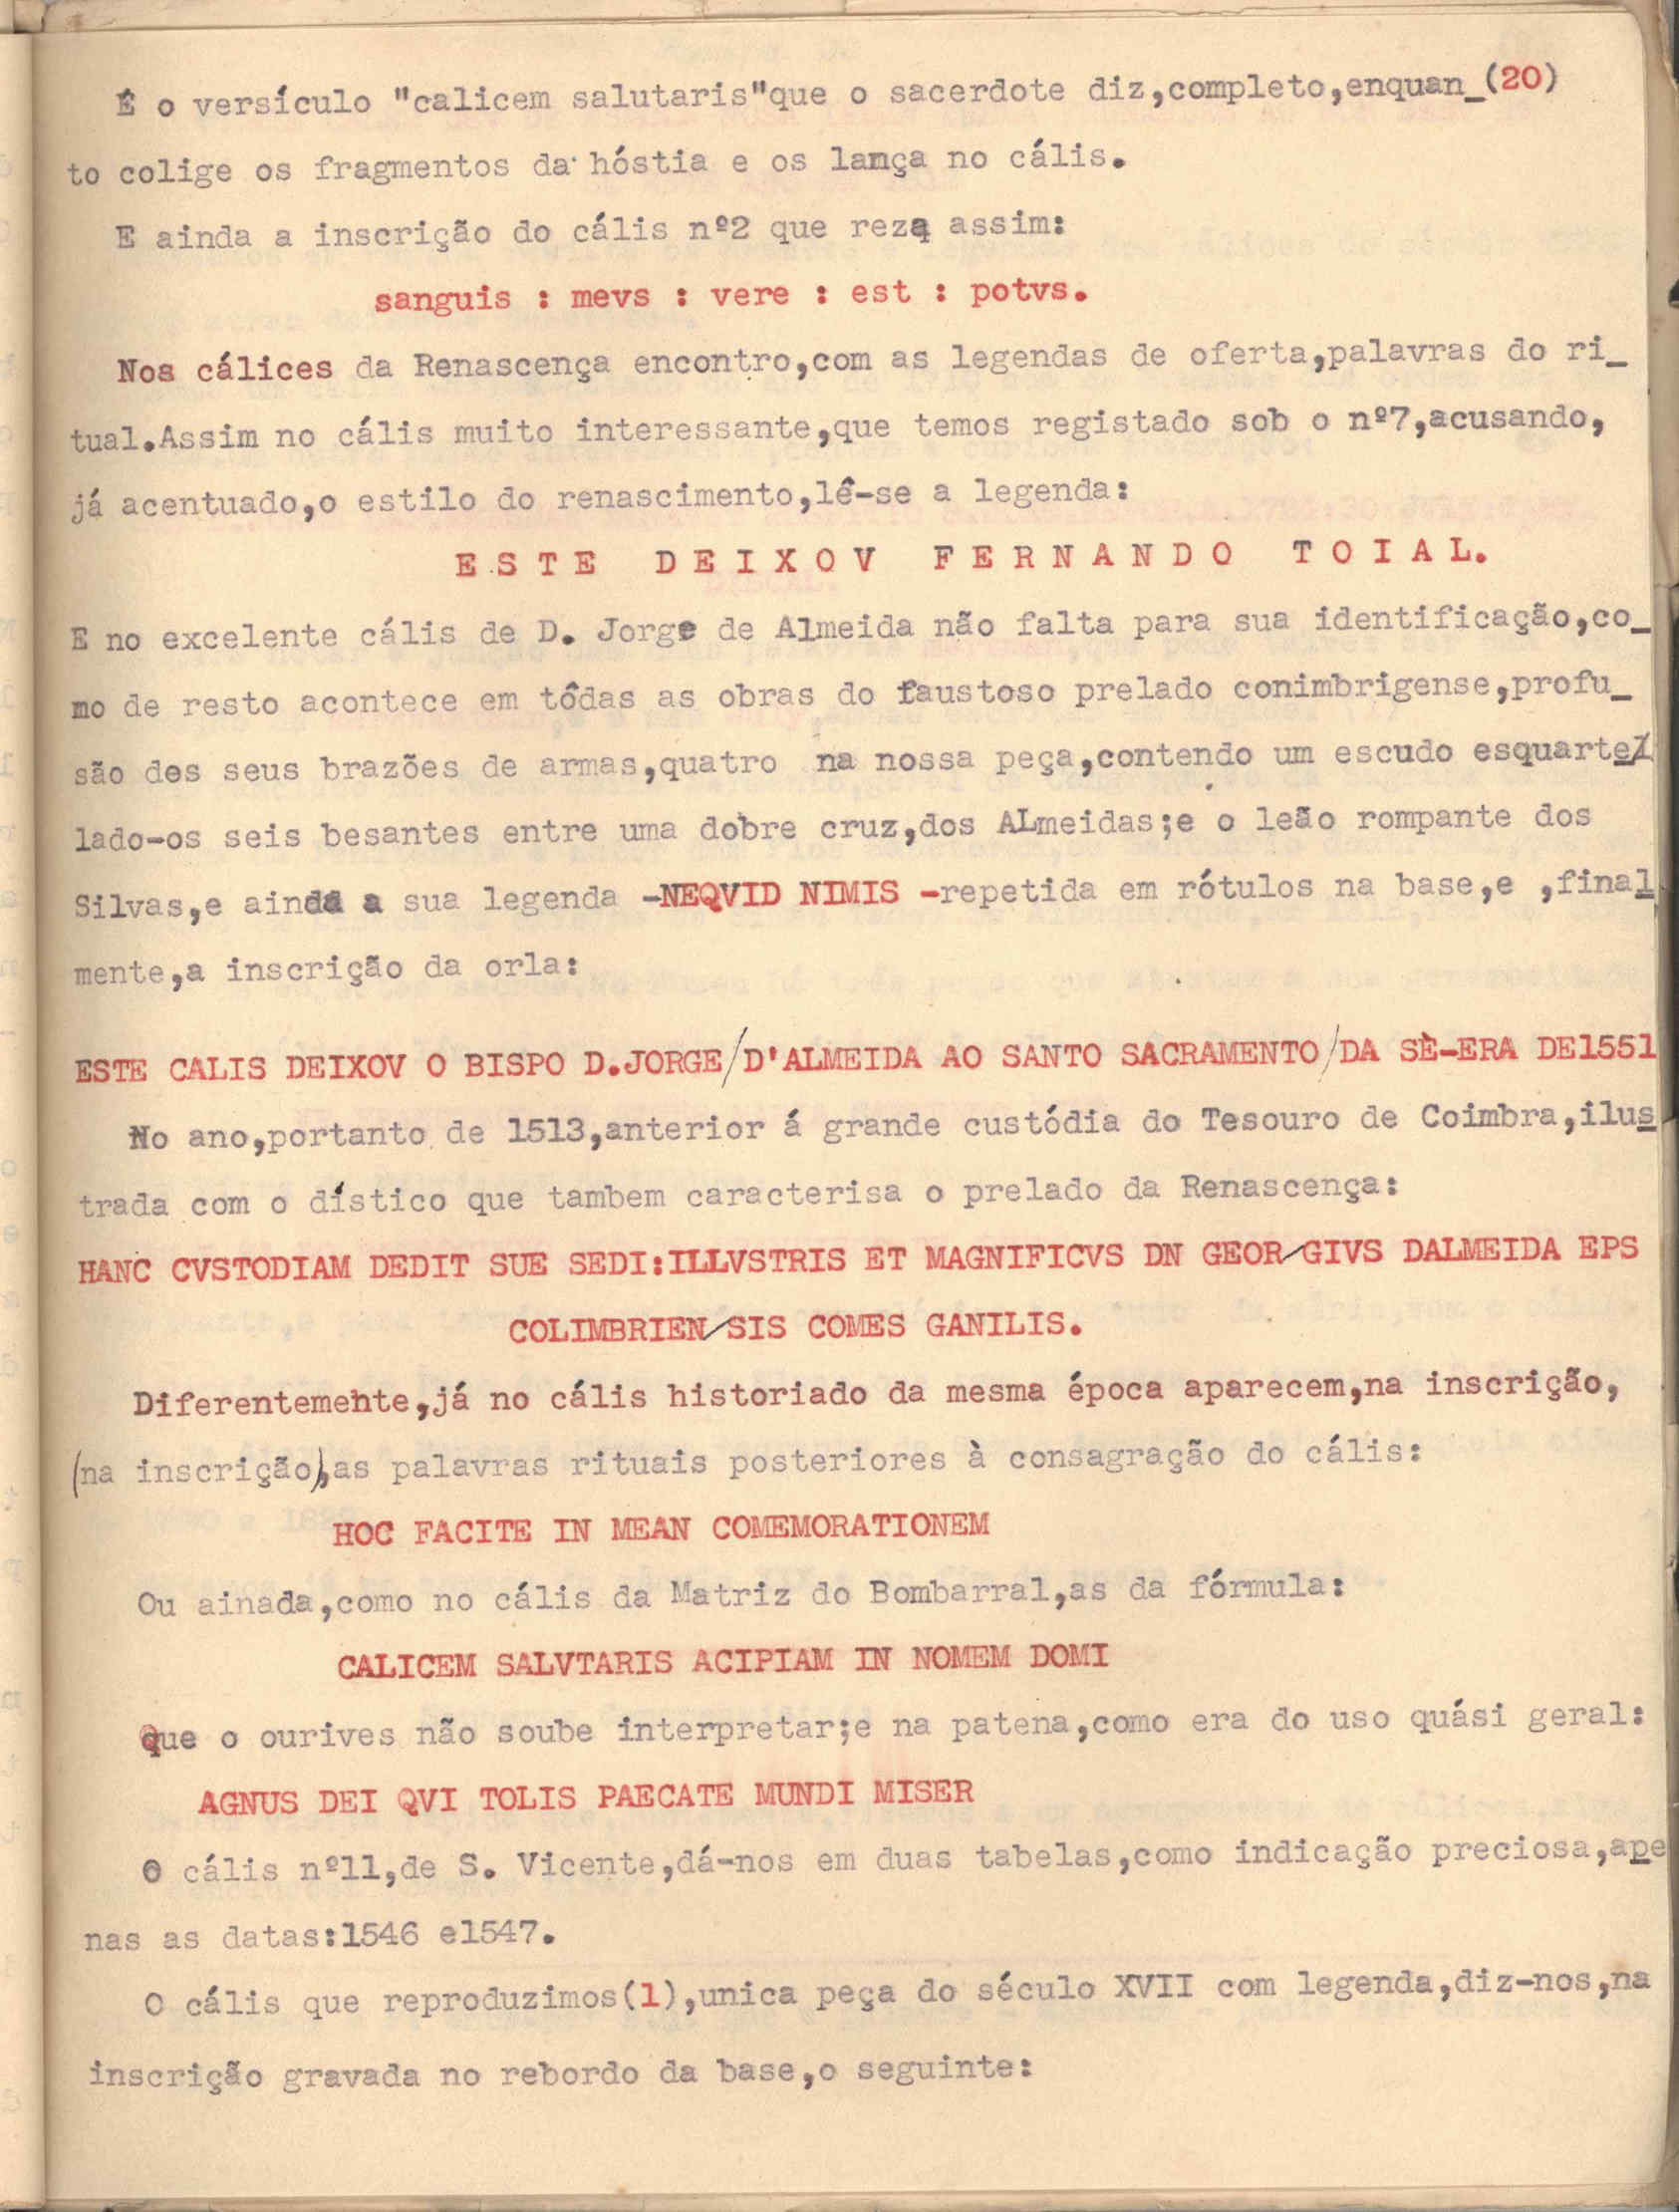 É o versículo "calicem salutaris"que o sacerdote diz,completo,enquan_(20)
to colige os fragmentos da hóstia e os lança no cális.
E ainda a inscrição do cális nº2 que reza assim:
sanguis : mevs : vere : est : potvs.
Nos cálices da Renascença encontro,com as legendas de oferta,palavras do ri_
tual.Assim no cális muito interessante,que temos registado sob o nº7,acusando,
já acentuado,o estilo do renascimento,lê-se a legenda:
E S T E D E I X O V F E R N A N D O T O I A L.
E no excelente cális de D. Jorge de Almeida não falta para sua identificação,co_
mo de resto acontece em tôdas as obras do faustoso prelado conimbrigense,profu_
são dos seus brazões de armas,quatro na nossa peça,contendo um escudo esquartel
lado-os seis besantes entre uma dobre cruz,dos ALmeidas;e o leão rompante dos
Silvas,e ainda a sua legenda -NEQVID NIMIS -repetida em rótulos na base,e ,final
mente,a inscrição da orla:
ESTE CALIS DEIXOV O BISPO D.JORGE/D'ALMEIDA AO SANTO SACRAMENTO/DA SÈ-ERA DE1551
No ano,portanto de 1513,anterior á grande custódia do Tesouro de Coimbra,ilus
trada com o dístico que tambem caracterisa o prelado da Renascença:
HANC CVSTODIAM DEDIT SUE SEDI:ILLVSTRIS ET MAGNIFICVS DN GEOR/GIVS DALMEIDA EPS
COLIMBRIEN/SIS COMES GANILIS.
Diferentemente,já no cális historiado da mesma época aparecem,na inscrição,
(na inscrição),as palavras rituais posteriores à consagração do cális:
HOC FACITE IN MEAN COMEMORATIONEM
Ou ainada,como no cális da Matriz do Bombarral,as da fórmula:
CALICEM SALVTARIS ACIPIAM IN NOMEM DOMI
que o ourives não soube interpretar;e na patena,como era do uso quási geral:
AGNUS DEI QVI TOLIS PAECATE MUNDI MISER
O cális nº11,de S. Vicente,dá-nos em duas tabelas,como indicação preciosa,ape
nas as datas:1546 e1547.
O cális que reproduzimos(1),unica peça do século XVII com legenda,diz-nos,na
inscrição gravada no rebordo da base,o seguinte: